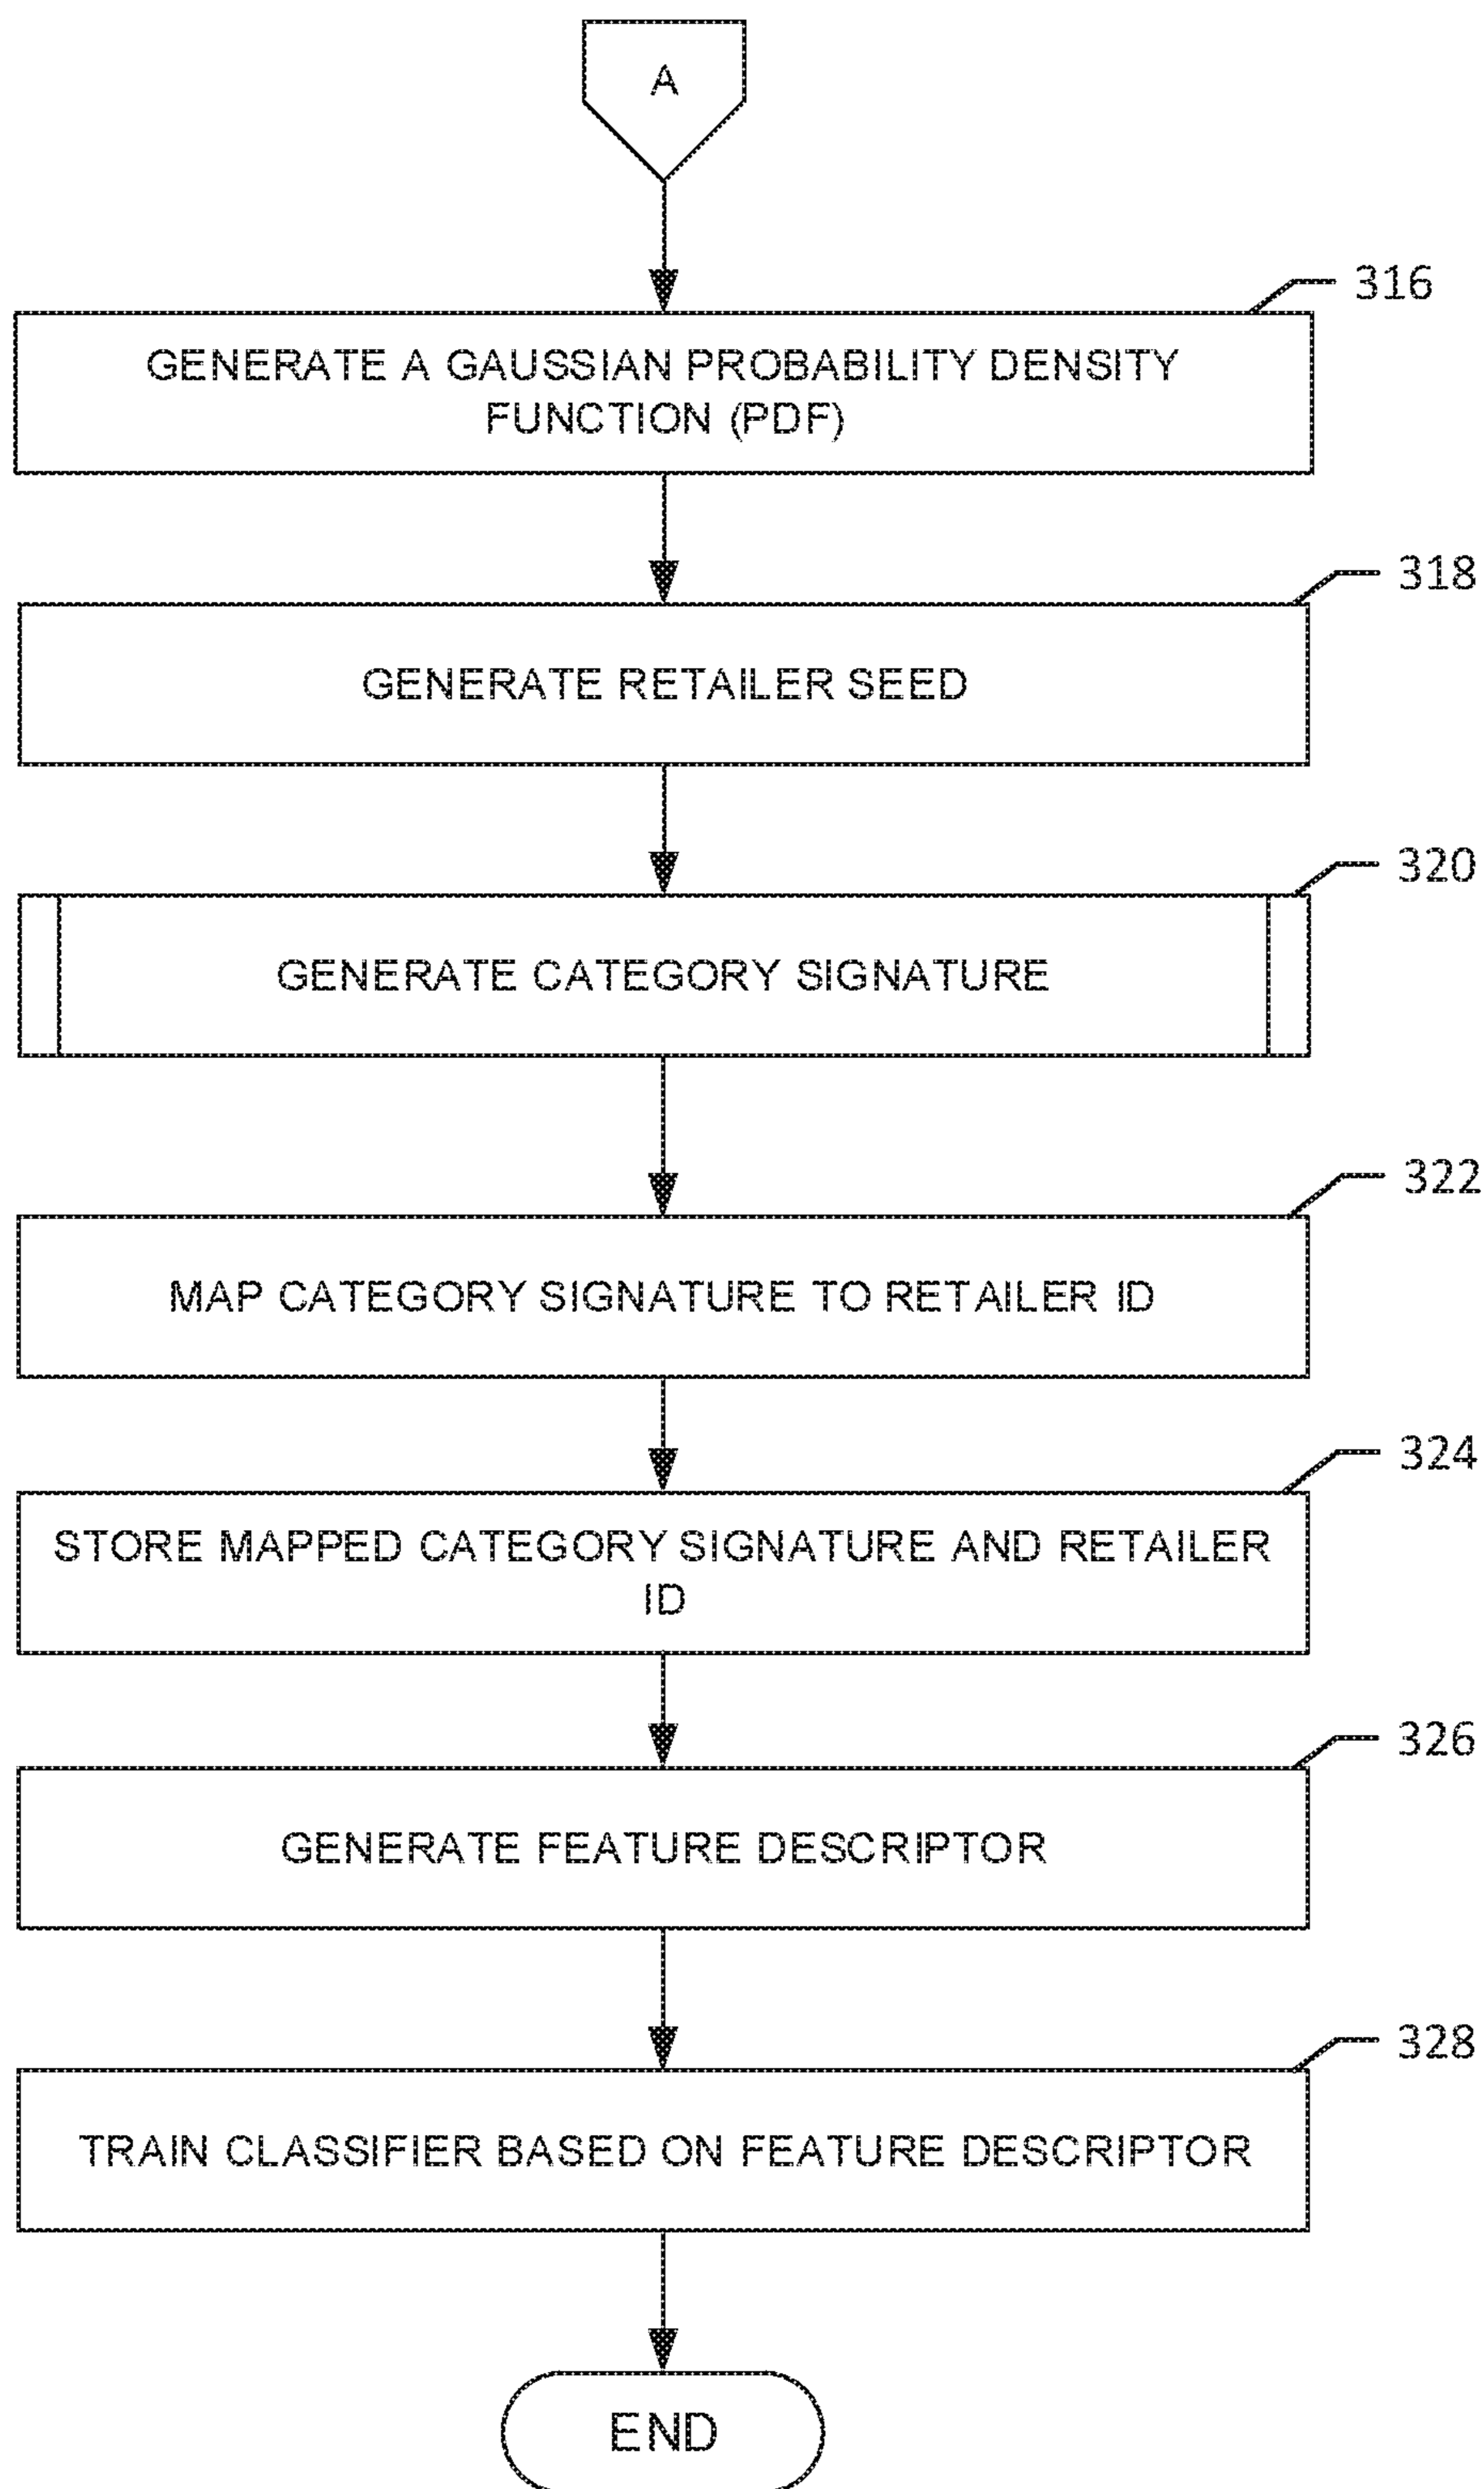 A
316
GENERATE A GAUSSIAN PROBABILITY DENSITY
FUNCTION (PDF)
318
GENERATE RETAILER SEED
320
GENERATE CATEGORY SIGNATURE
322
MAP CATEGORY SIGNATURE TO RETAILER ID
324
STORE MAPPED CATEGORY SIGNATURE AND RETAILER
ID
326
GENERATE FEATURE DESCRIPTOR
328
TRAIN CLASSIFIER BASED ON FEATURE DESCRIPTOR
END